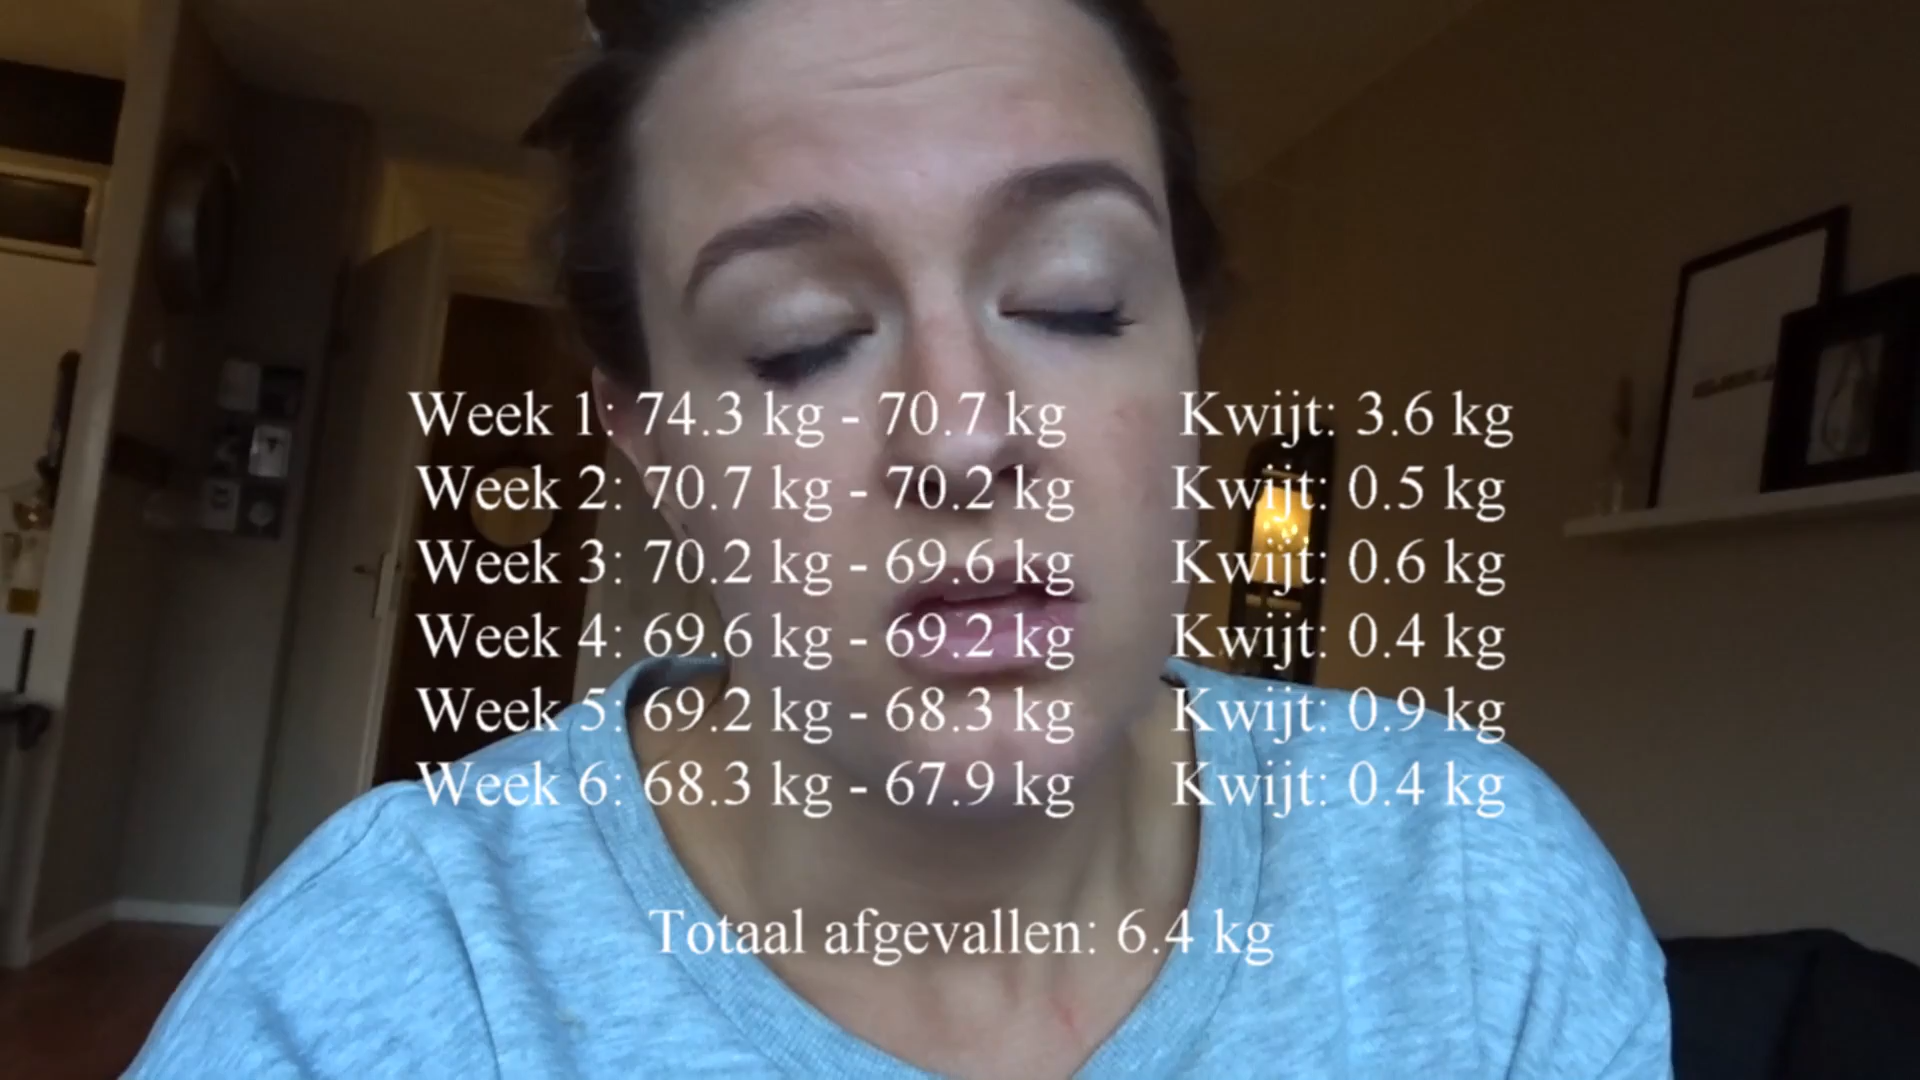 Week 1: 74.3 kg - 70.7 kg Kwijt: 3.6 kg
Week 2: 70.7 kg - 70.2 kg Kwijt: 0.5 kg
Week 3: 70.2 kg - 69.6 kg Kwijt: 0.6 kg
Week 4: 69.6 kg - 69.2 kg Kwijt: 0.4 kg
Week 5: 69.2 kg - 68.3 kg Kwijt: 0.9 kg
Week 6: 68.3 kg - 67.9 kg Kwijt: 0.4 kg
Totaal afgevallen: 6.4 kg